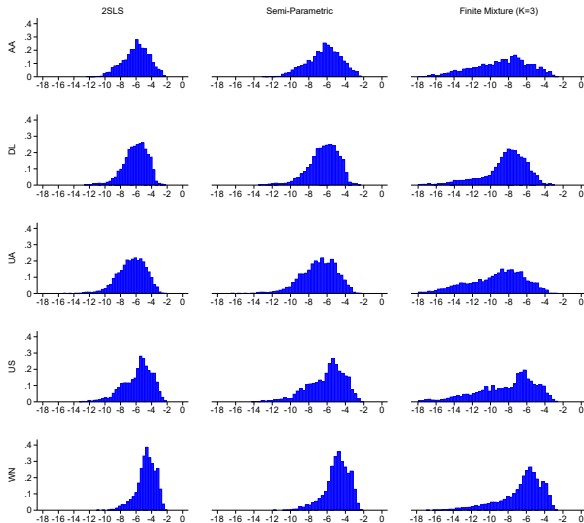 2SLS Semi-Parametric Finite Mixture (K=3)
AA
.4 .3 .2 .1 0
-18 -16 -14 -12 -10 -8 -6 -4 -2 0 -18 -16 -14 -12 -10 -8 -6 -4 -2 0 -18 -16 -14 -12 -10 -8 -6 -4 -2 0
DL
.4 .3 .2 .1 0
-18 -16 -14 -12 -10 -8 -6 -4 -2 0 -18 -16 -14 -12 -10 -8 -6 -4 -2 0 -18 -16 -14 -12 -10 -8 -6 -4 -2 0
UA
.4 .3 .2 .1 0
-18 -16 -14 -12 -10 -8 -6 -4 -2 0 -18 -16 -14 -12 -10 -8 -6 -4 -2 0 -18 -16 -14 -12 -10 -8 -6 -4 -2 0
US
.4 .3 .2 .1 0
-18 -16 -14 -12 -10 -8 -6 -4 -2 0 -18 -16 -14 -12 -10 -8 -6 -4 -2 0 -18 -16 -14 -12 -10 -8 -6 -4 -2 0
WN
.4 .3 .2 .1 0
-18 -16 -14 -12 -10 -8 -6 -4 -2 0 -18 -16 -14 -12 -10 -8 -6 -4 -2 0 -18 -16 -14 -12 -10 -8 -6 -4 -2 0